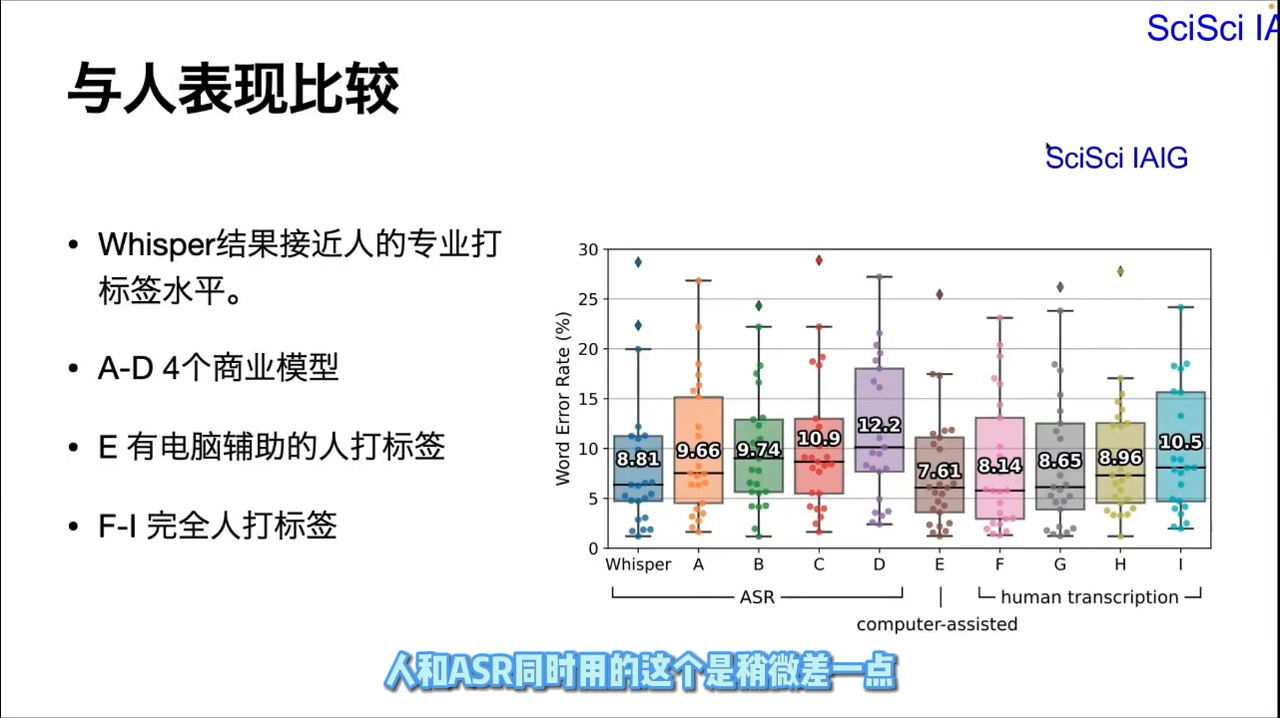 SciSci IA
与人表现比较
SciSci IAIG
• Whisper结果接近人的专业打
标签水平。
• A-D 4个商业模型
• E 有电脑辅助的人打标签
• F-I 完全人打标签
Word Error Rate (%)
30
25
20
15
10
5
0
8.81
9.66
9.74
10.9
12.2
7.61
8.14
8.65
8.96
10.5
Whisper A B C D E F G H I
ASR human transcription
computer-assisted
人和ASR同时用的这个是稍微差一点